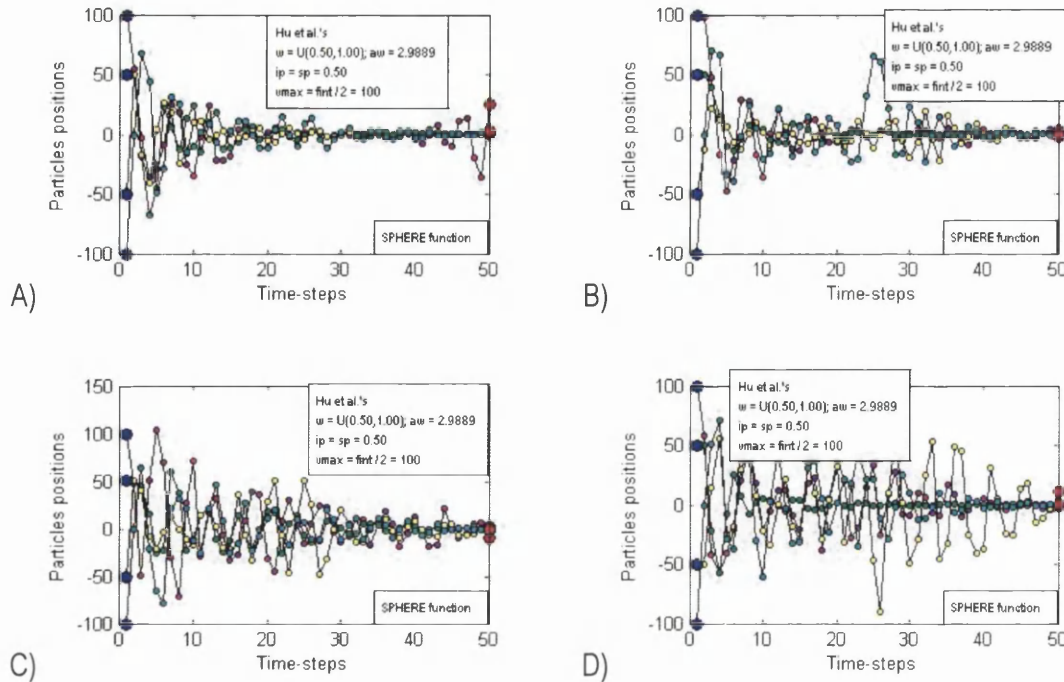 100
50
0
-50
-100
Particles positions
Hu et al.'s
w = U(0.50,1.00); aw = 2.9889
ip = sp = 0.50
vmax = fint / 2 = 100
SPHERE function
0 10 20 30 40 50
Time-steps
A)
100
50
0
-50
-100
Particles positions
Hu et al.'s
w = U(0.50,1.00); aw = 2.9889
ip = sp = 0.50
vmax = fint / 2 = 100
SPHERE function
0 10 20 30 40 50
Time-steps
B)
150
100
50
0
-50
-100
Particles positions
Hu et al.'s
w = U(0.50,1.00); aw = 2.9889
ip = sp = 0.50
vmax = fint / 2 = 100
SPHERE function
0 10 20 30 40 50
Time-steps
C)
100
50
0
-50
-100
Particles positions
Hu et al.'s
w = U(0.50,1.00); aw = 2.9889
ip = sp = 0.50
vmax = fint / 2 = 100
SPHERE function
0 10 20 30 40 50
Time-steps
D)